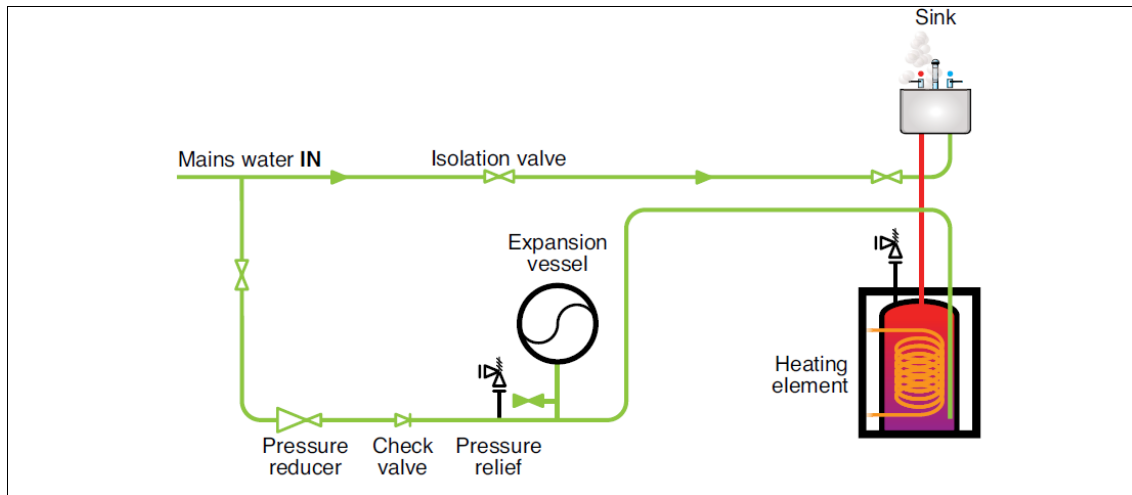 Sink
Mains water IN
Isolation valve
Expansion
vessel
Heating
element
Pressure
reducer
Check
valve
Pressure
relief